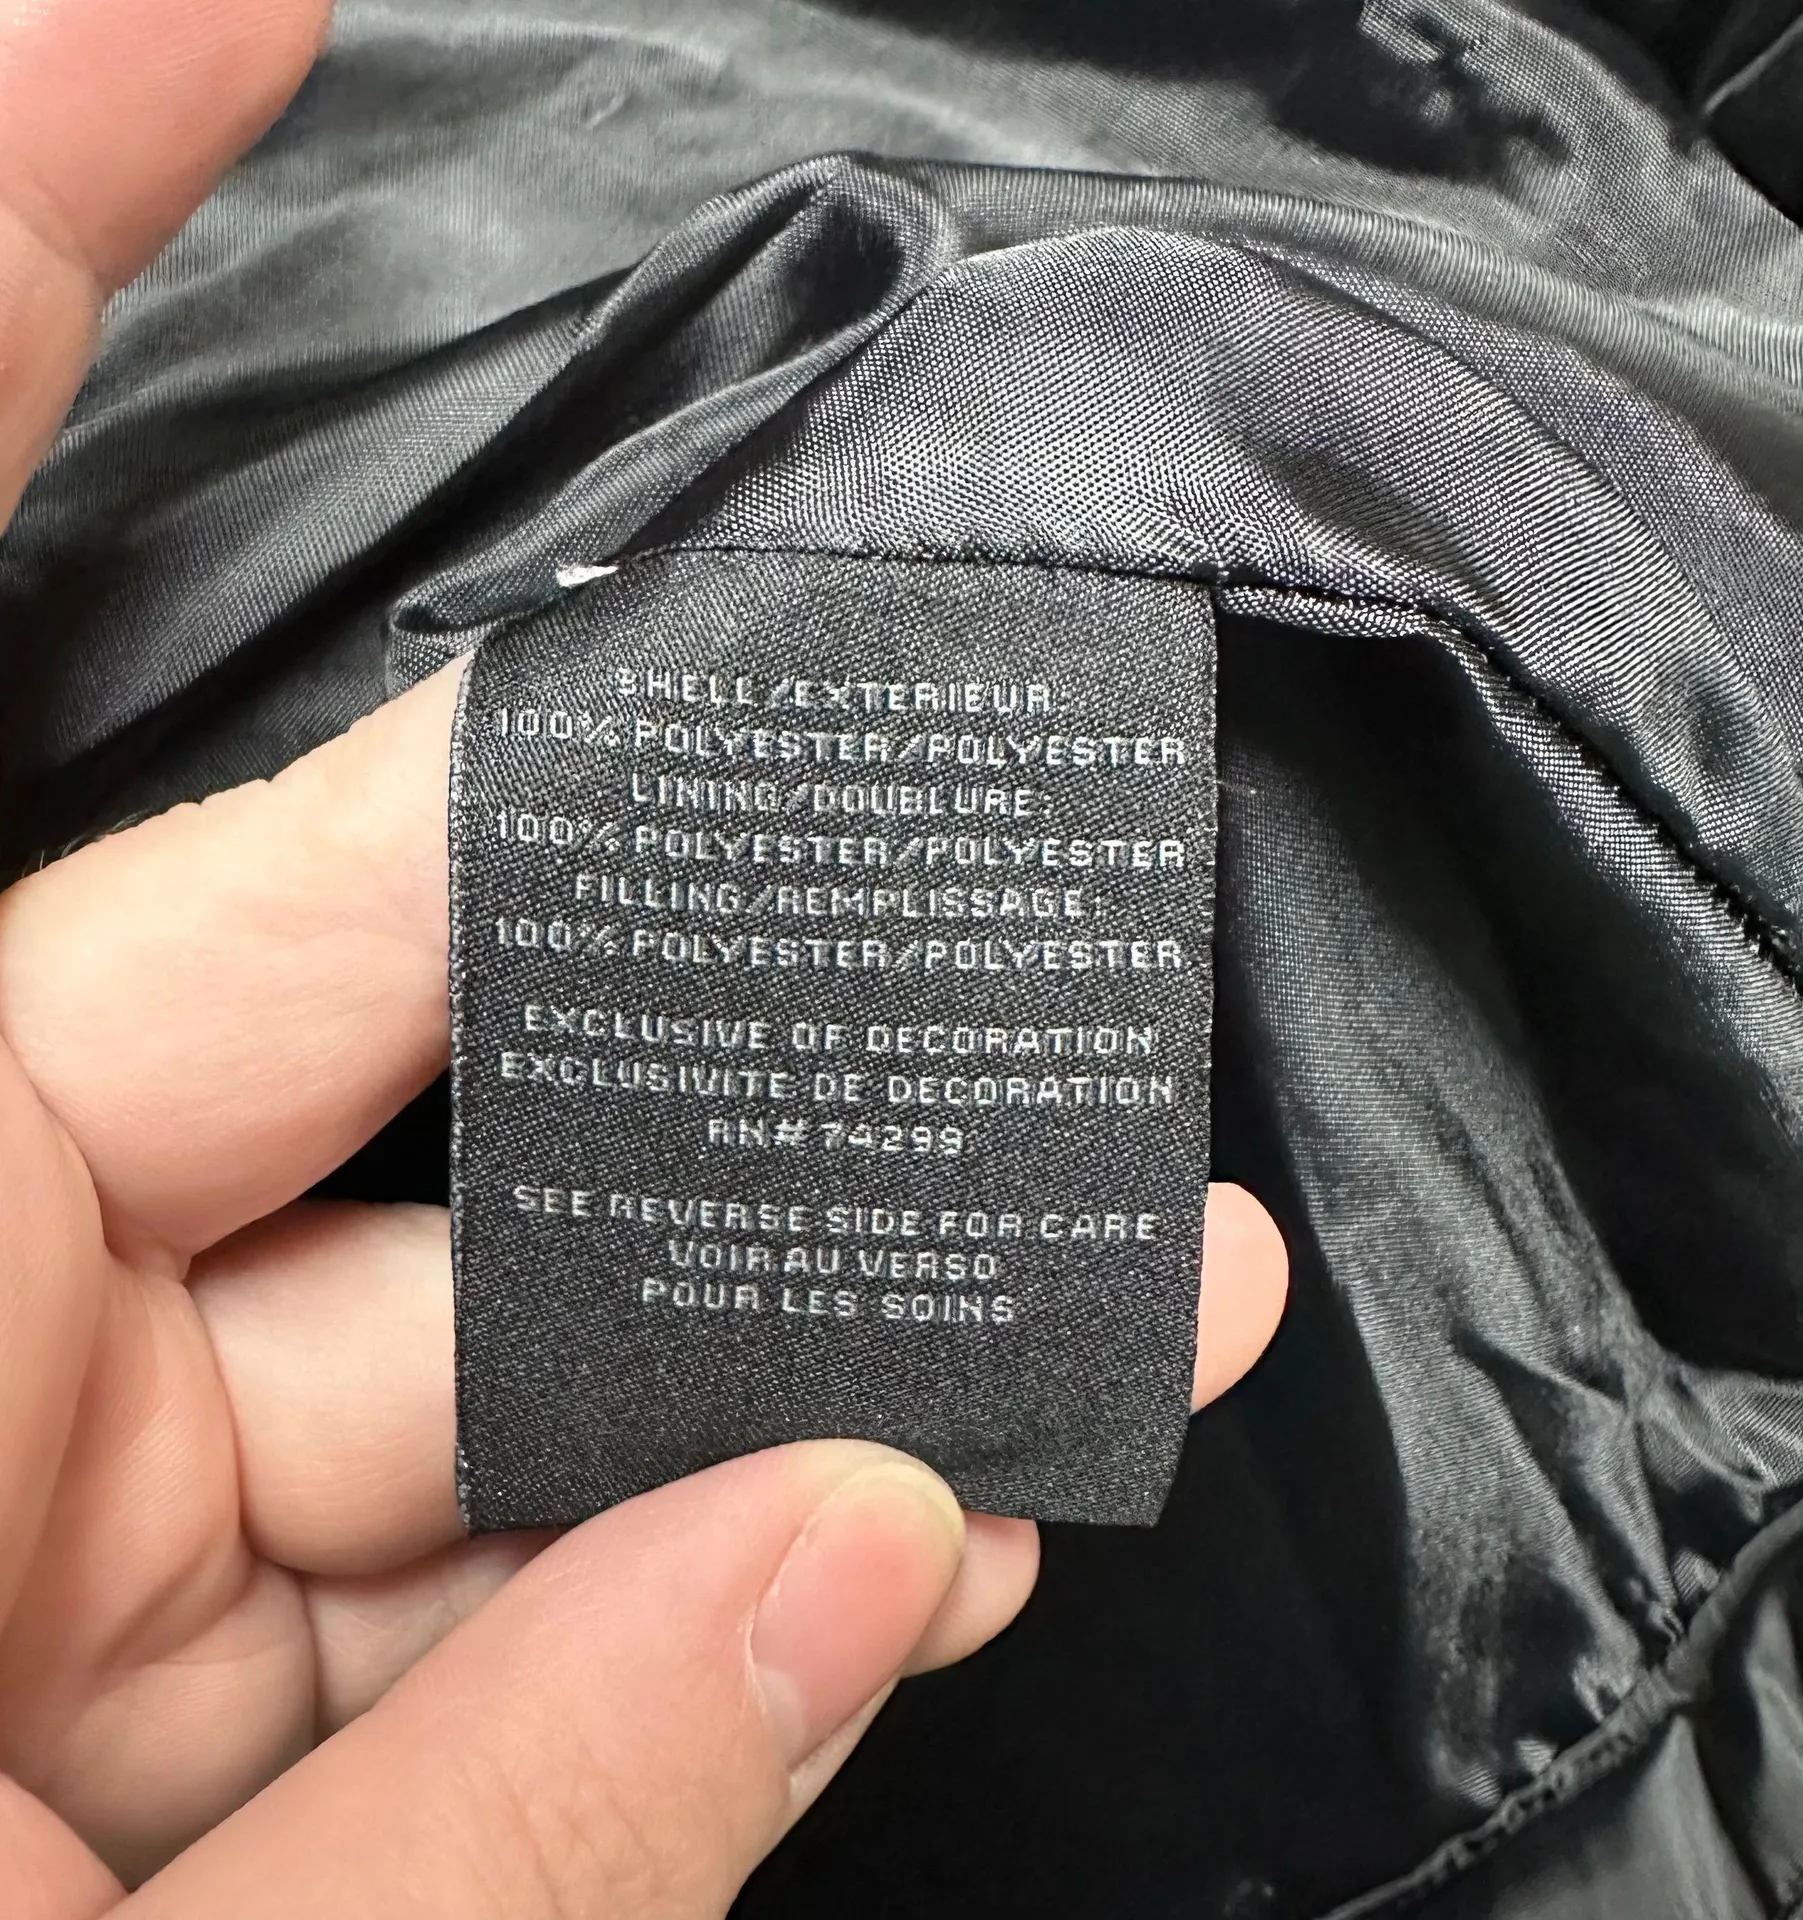 SHELL/EXTERIEUR:
100% POLYESTER/POLYESTER
LINING/DOUBLURE:
100% POLYESTER/POLYESTER
FILLING/REMPLISSAGE:
100% POLYESTER/POLYESTER
EXCLUSIVE OF DECORATION
EXCLUSIVITE DE DECORATION
RN# 74299
SEE REVERSE SIDE FOR CARE
VOIR AU VERSO
POUR LES SOINS